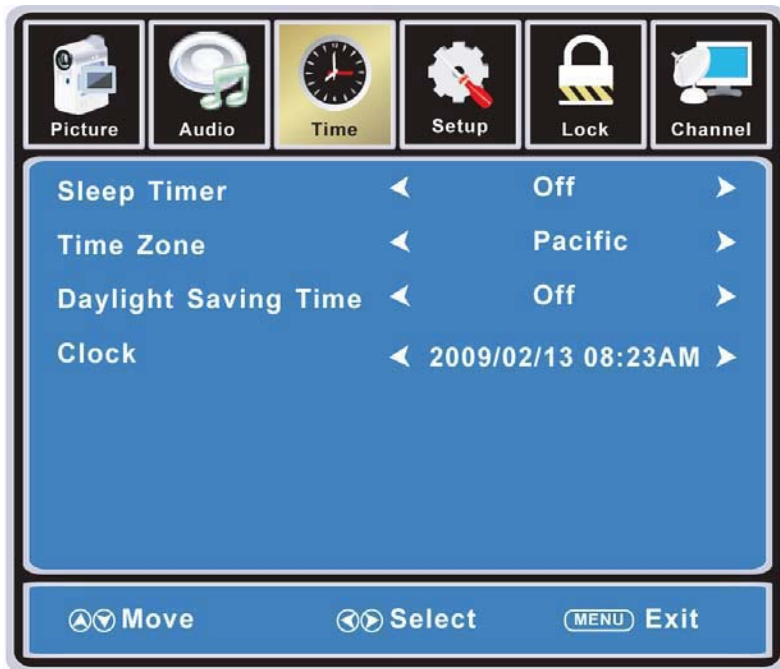 Picture Audio Time Setup Lock Channel
Sleep Timer Off
Time Zone Pacific
Daylight Saving Time Off
Clock 2009/02/13 08:23AM
Move Select MENU Exit